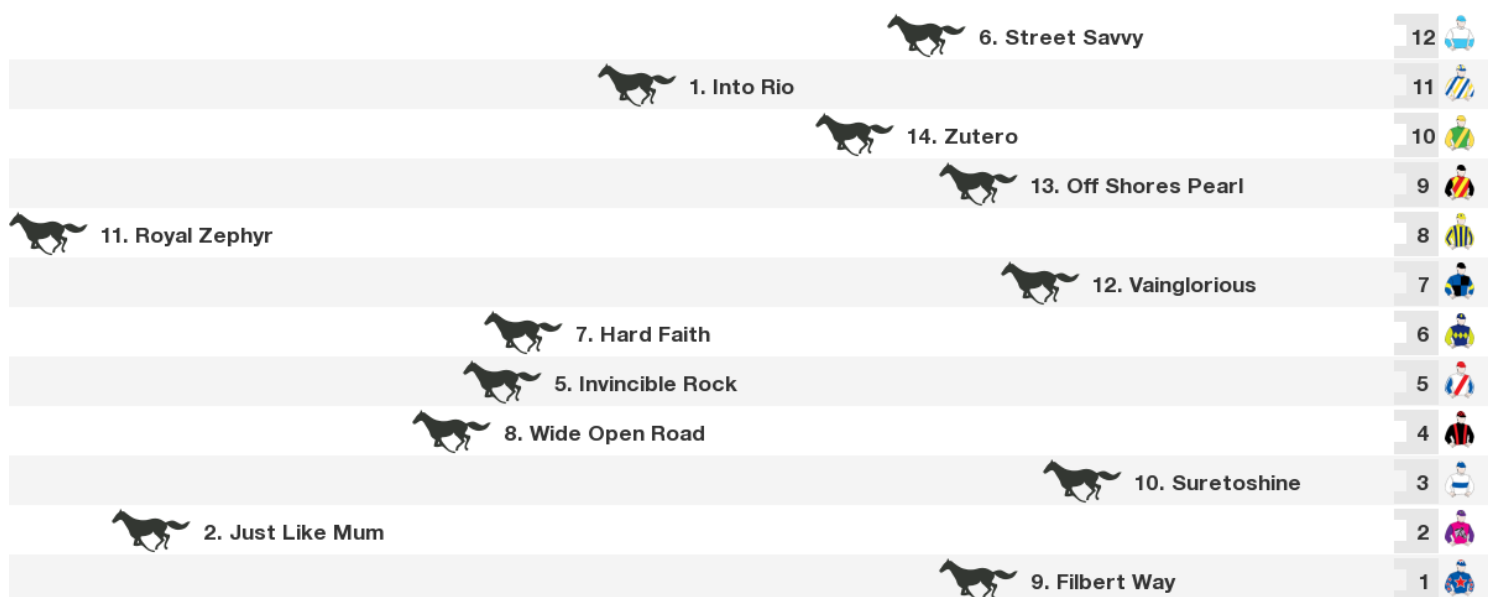 6. Street Savvy 12
1. Into Rio 11
14. Zutero 10
13. Off Shores Pearl 9
11. Royal Zephyr 8
12. Vainglorious 7
7. Hard Faith 6
5. Invincible Rock 5
8. Wide Open Road 4
10. Suretoshine 3
2. Just Like Mum 2
9. Filbert Way 1